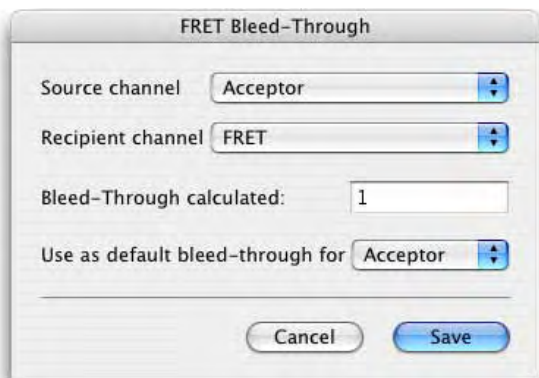 FRET Bleed-Through
Source channel Acceptor
Recipient channel FRET
Bleed-Through calculated: 1
Use as default bleed-through for Acceptor
Cancel Save